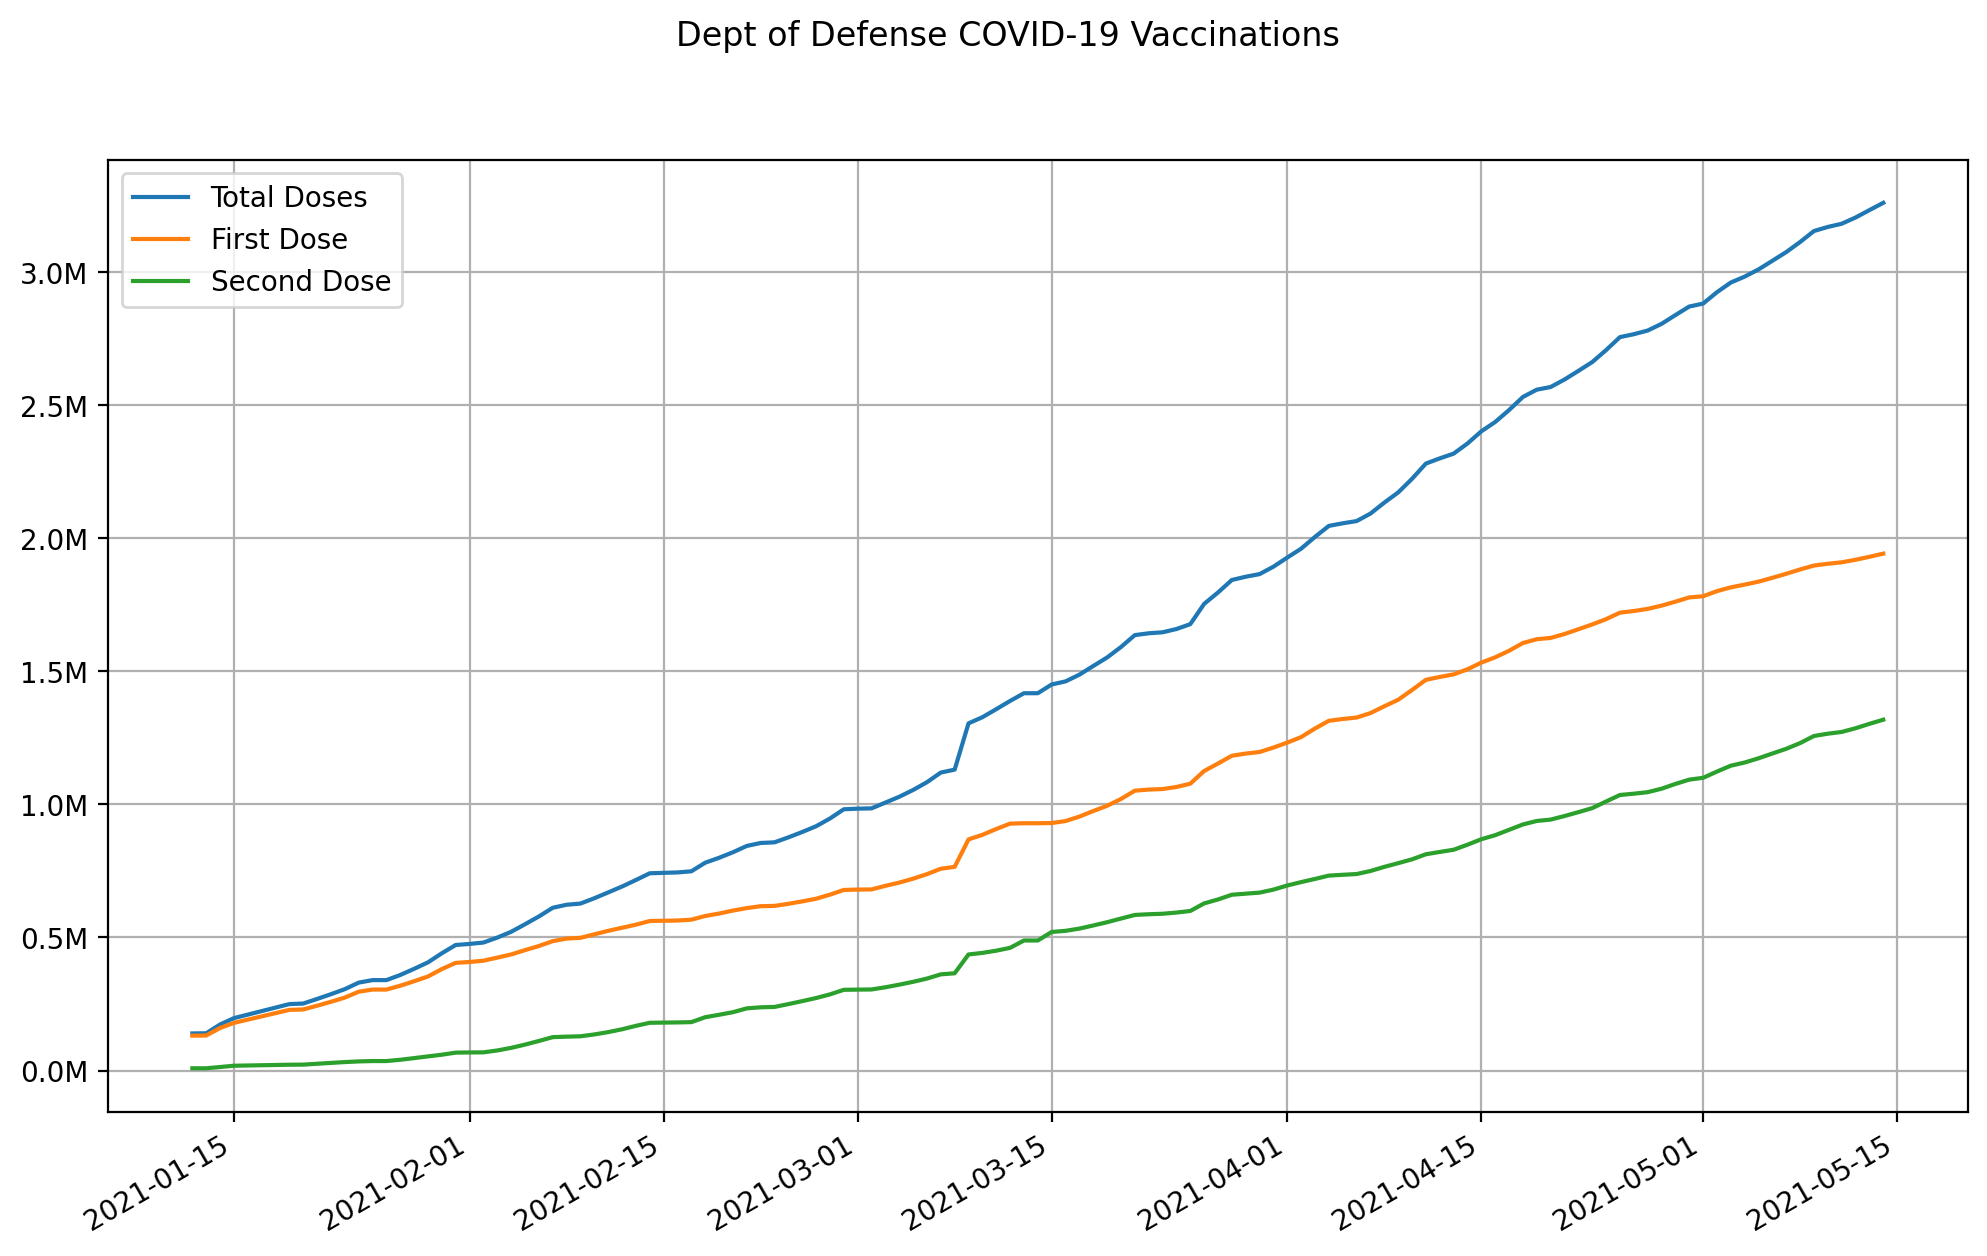 Dept of Defense COVID-19 Vaccinations
Total Doses
First Dose
Second Dose
3.0M
2.5M
2.0M
1.5M
1.0M
0.5M
0.0M
2021-01-15
2021-02-01
2021-02-15
2021-03-01
2021-03-15
2021-04-01
2021-04-15
2021-05-01
2021-05-15